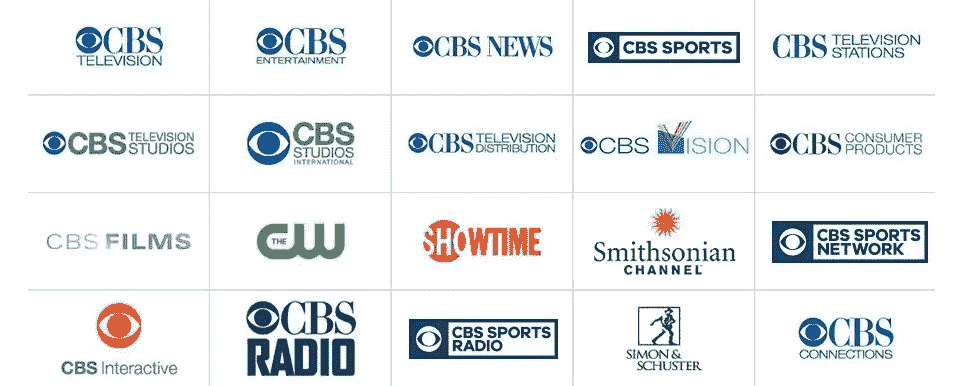 CBS
TELEVISION
CBS
ENTERTAINMENT
CBS NEWS
CBS SPORTS
CBS TELEVISION
STATIONS
CBS TELEVISION
STUDIOS
CBS
STUDIOS
INTERNATIONAL
CBS TELEVISION
DISTRIBUTION
CBS VISION
CBS CONSUMER
PRODUCTS
CBS FILMS
THE CW
SHOWTIME
Smithsonian
CHANNEL
CBS SPORTS
NETWORK
CBS Interactive
CBS
RADIO
CBS SPORTS
RADIO
SIMON &
SCHUSTER
CBS
CONNECTIONS